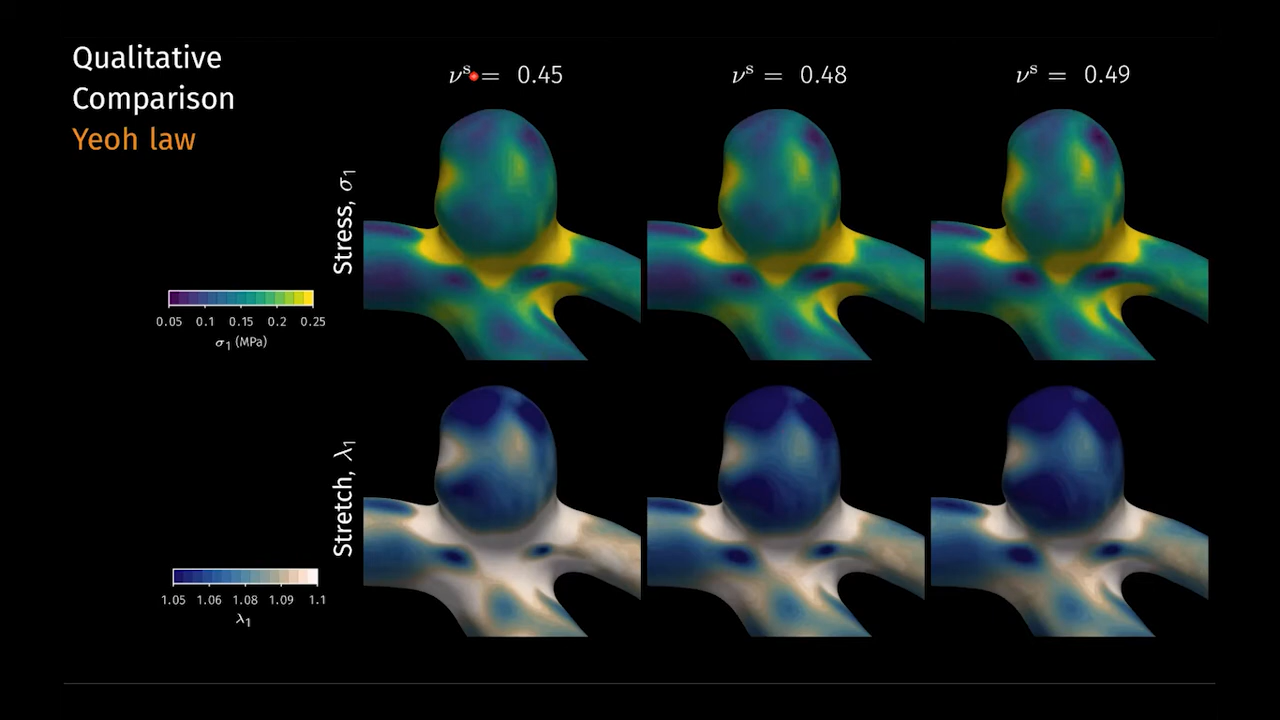 Qualitative
Comparison
Yeoh law
νˢ = 0.45
νˢ = 0.48
νˢ = 0.49
Stress, σ₁
0.05 0.1 0.15 0.2 0.25
σ₁ (MPa)
Stretch, λ₁
1.05 1.06 1.08 1.09 1.1
λ₁